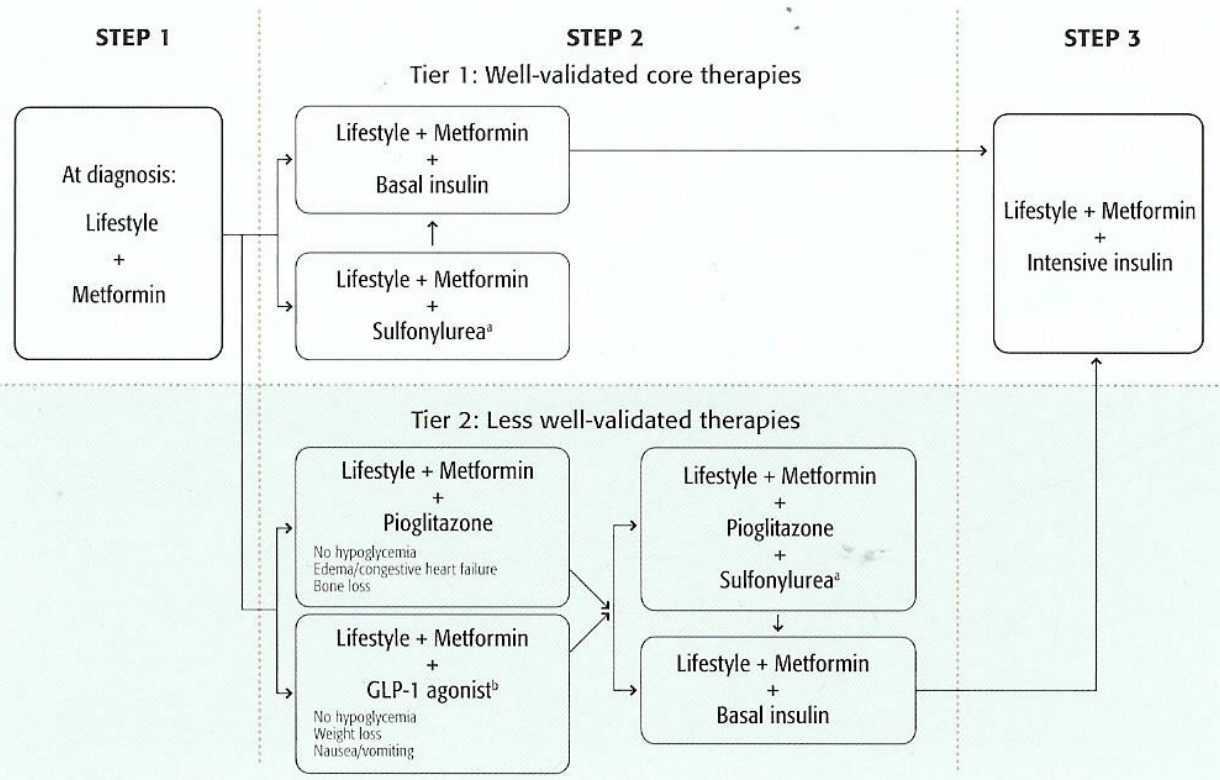 STEP 1
STEP 2
STEP 3
Tier 1: Well-validated core therapies
At diagnosis:
Lifestyle
+
Metformin
Lifestyle + Metformin
+
Basal insulin
Lifestyle + Metformin
+
Sulfonylureaᵃ
Lifestyle + Metformin
+
Intensive insulin
Tier 2: Less well-validated therapies
Lifestyle + Metformin
+
Pioglitazone
No hypoglycemia
Edema/congestive heart failure
Bone loss
Lifestyle + Metformin
+
GLP-1 agonistᵇ
No hypoglycemia
Weight loss
Nausea/vomiting
Lifestyle + Metformin
+
Pioglitazone
+
Sulfonylureaᵃ
Lifestyle + Metformin
+
Basal insulin